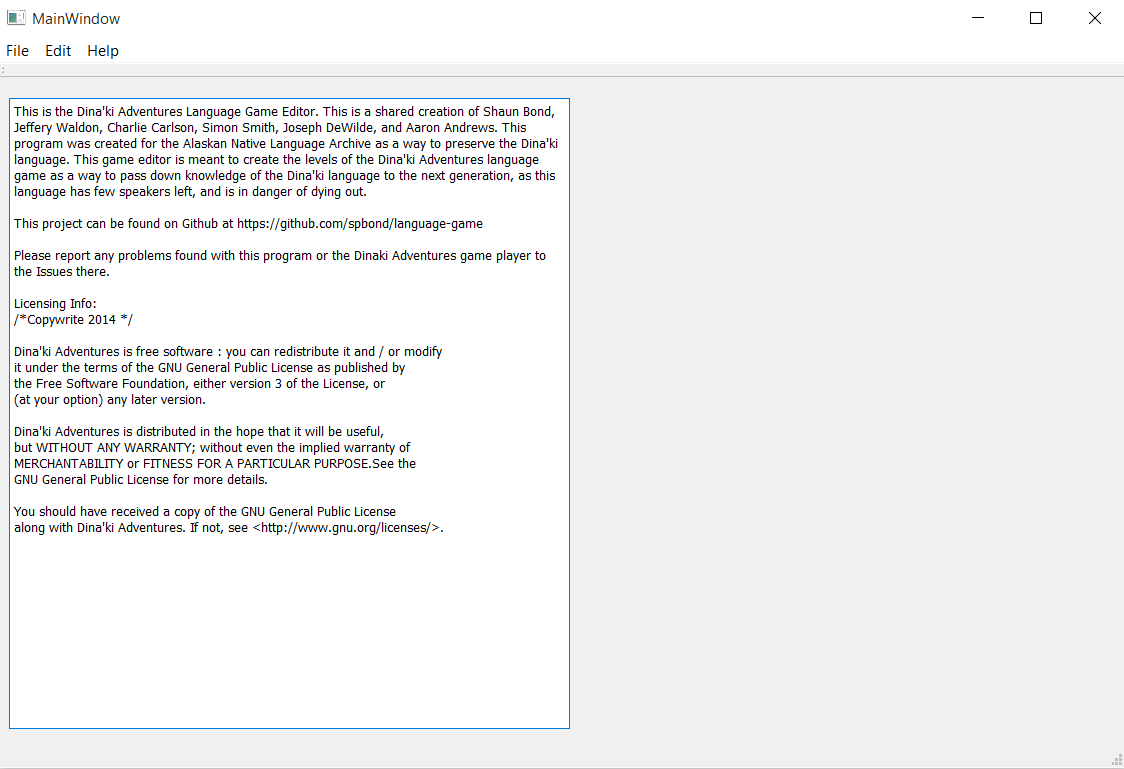 MainWindow
File Edit Help
This is the Dina'ki Adventures Language Game Editor. This is a shared creation of Shaun Bond,
Jeffery Waldon, Charlie Carlson, Simon Smith, Joseph DeWilde, and Aaron Andrews. This
program was created for the Alaskan Native Language Archive as a way to preserve the Dina'ki
language. This game editor is meant to create the levels of the Dina'ki Adventures language
game as a way to pass down knowledge of the Dina'ki language to the next generation, as this
language has few speakers left, and is in danger of dying out.
This project can be found on Github at https://github.com/spbond/language-game
Please report any problems found with this program or the Dinaki Adventures game player to
the Issues there.
Licensing Info:
/*Copywrite 2014 */
Dina'ki Adventures is free software : you can redistribute it and / or modify
it under the terms of the GNU General Public License as published by
the Free Software Foundation, either version 3 of the License, or
(at your option) any later version.
Dina'ki Adventures is distributed in the hope that it will be useful,
but WITHOUT ANY WARRANTY; without even the implied warranty of
MERCHANTABILITY or FITNESS FOR A PARTICULAR PURPOSE.See the
GNU General Public License for more details.
You should have received a copy of the GNU General Public License
along with Dina'ki Adventures. If not, see <http://www.gnu.org/licenses/>.